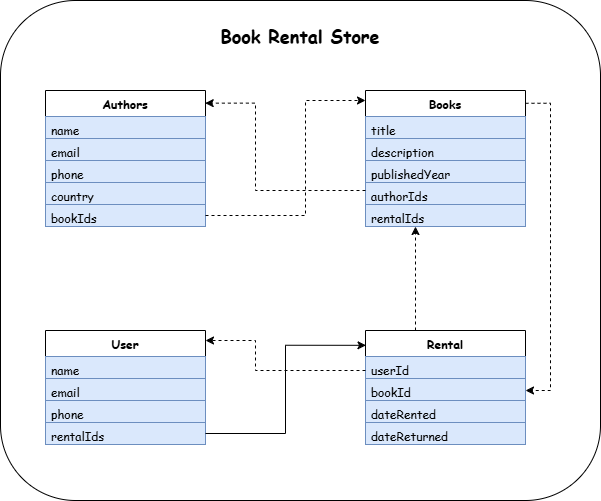 Book Rental Store
Authors
name
email
phone
country
bookIds
Books
title
description
publishedYear
authorIds
rentalIds
User
name
email
phone
rentalIds
Rental
userId
bookId
dateRented
dateReturned